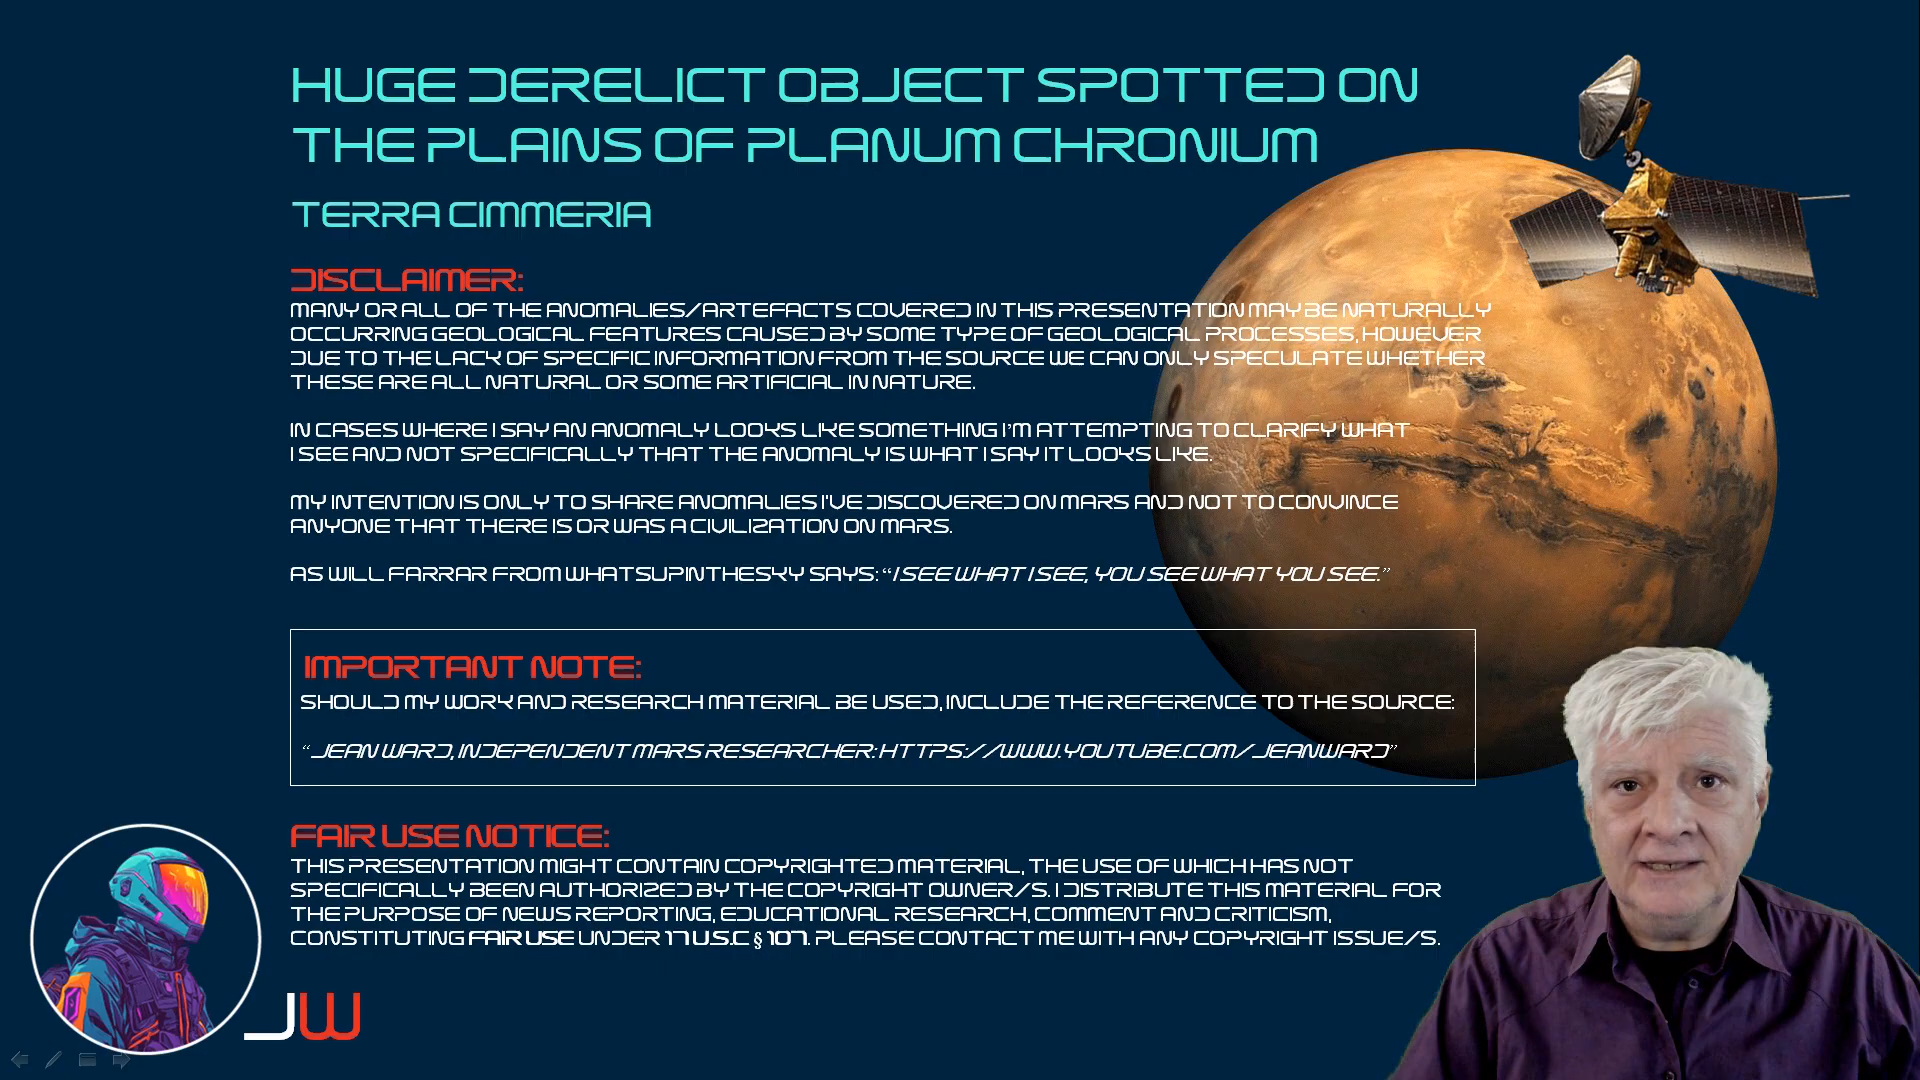 HUGE DERELICT OBJECT SPOTTED ON
THE PLAINS OF PLANUM CHRONIUM
TERRA CIMMERIA
DISCLAIMER:
MANY OR ALL OF THE ANOMALIES/ARTEFACTS COVERED IN THIS PRESENTATION MAY BE NATURALLY
OCCURRING GEOLOGICAL FEATURES CAUSED BY SOME TYPE OF GEOLOGICAL PROCESSES, HOWEVER
DUE TO THE LACK OF SPECIFIC INFORMATION FROM THE SOURCE WE CAN ONLY SPECULATE WHETHER
THESE ARE ALL NATURAL OR SOME ARTIFICIAL IN NATURE.
IN CASES WHERE I SAY AN ANOMALY LOOKS LIKE SOMETHING I'M ATTEMPTING TO CLARIFY WHAT
I SEE AND NOT SPECIFICALLY THAT THE ANOMALY IS WHAT I SAY IT LOOKS LIKE.
MY INTENTION IS ONLY TO SHARE ANOMALIES I'VE DISCOVERED ON MARS AND NOT TO CONVINCE
ANYONE THAT THERE IS OR WAS A CIVILIZATION ON MARS.
AS WILL FARRAR FROM WHATSUPINTHESKY SAYS: “I SEE WHAT I SEE, YOU SEE WHAT YOU SEE.”
IMPORTANT NOTE:
SHOULD MY WORK AND RESEARCH MATERIAL BE USED, INCLUDE THE REFERENCE TO THE SOURCE:
“JEAN WARD, INDEPENDENT MARS RESEARCHER: HTTPS://WWW.YOUTUBE.COM/JEANWARD”
FAIR USE NOTICE:
THIS PRESENTATION MIGHT CONTAIN COPYRIGHTED MATERIAL, THE USE OF WHICH HAS NOT
SPECIFICALLY BEEN AUTHORIZED BY THE COPYRIGHT OWNER/S. I DISTRIBUTE THIS MATERIAL FOR
THE PURPOSE OF NEWS REPORTING, EDUCATIONAL RESEARCH, COMMENT AND CRITICISM,
CONSTITUTING FAIR USE UNDER 17 U.S.C § 107. PLEASE CONTACT ME WITH ANY COPYRIGHT ISSUE/S.
JW